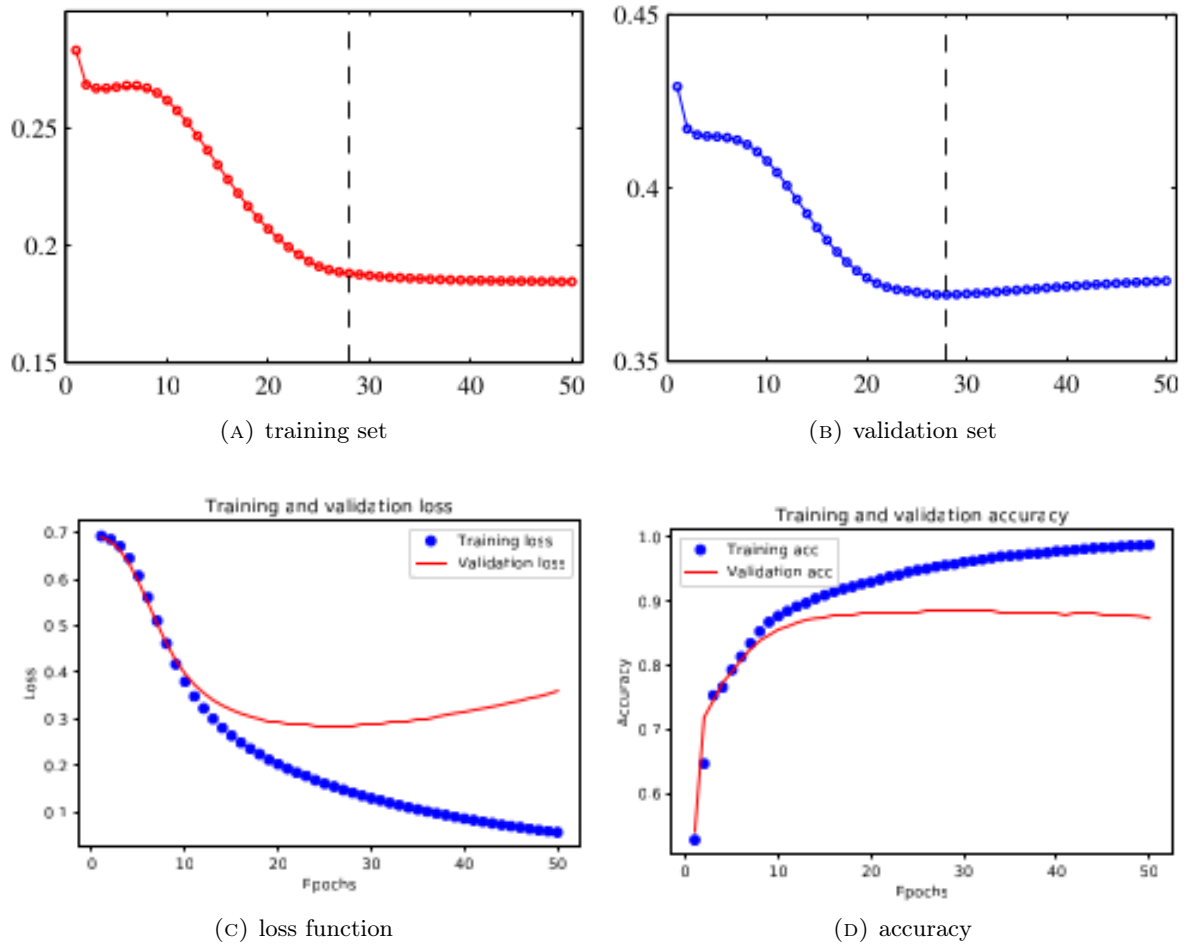 0.25
0.2
0.15
0 10 20 30 40 50
(A) training set
0.45
0.4
0.35
0 10 20 30 40 50
(B) validation set
Training and validation loss
Training loss
Validation loss
0.7
0.6
0.5
0.4
0.3
0.2
0.1
Loss
0 10 20 30 40 50
Epochs
(C) loss function
Training and validation accuracy
Training acc
Validation acc
1.0
0.9
0.8
0.7
0.6
Accuracy
0 10 20 30 40 50
Epochs
(D) accuracy